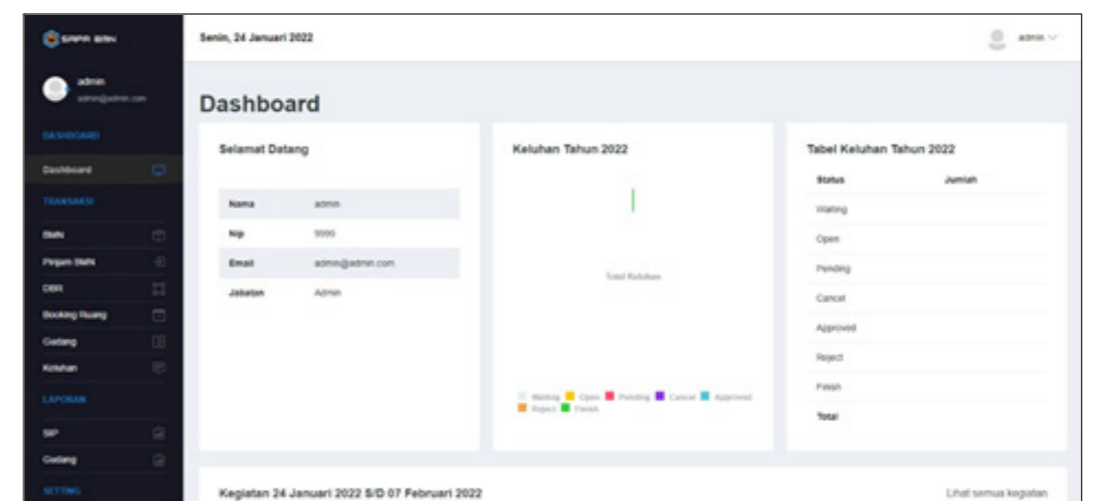 SAPA BMN
Senin, 24 Januari 2022
admin
admin
admin@admin.com
Dashboard
DASHBOARD
Dashboard
TRANSAKSI
BMN
Pinjam BMN
DBR
Booking Ruang
Gudang
Keluhan
LAPORAN
SIP
Gudang
SETTING
Selamat Datang
Nama admin
Nip 9999
Email admin@admin.com
Jabatan Admin
Keluhan Tahun 2022
Total Keluhan
Waiting Open Pending Cancel Approved
Reject Finish
Tabel Keluhan Tahun 2022
Status Jumlah
Waiting
Open
Pending
Cancel
Approved
Reject
Finish
Total
Kegiatan 24 Januari 2022 S/D 07 Februari 2022
Lihat semua kegiatan